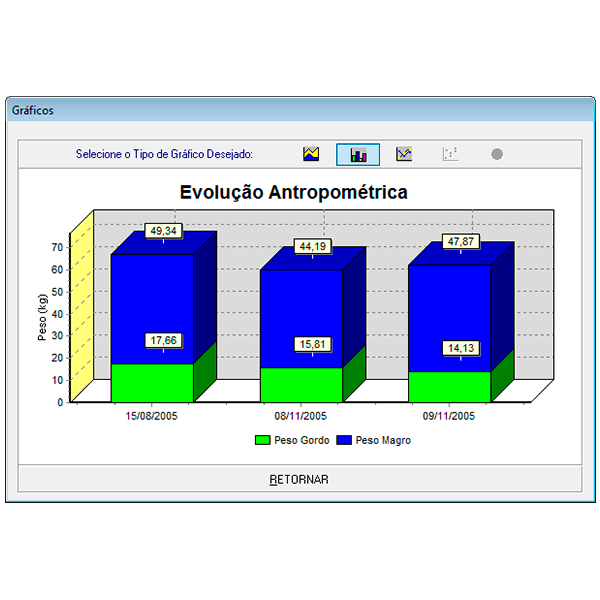 Gráficos
Selecione o Tipo de Gráfico Desejado:
Evolução Antropométrica
49,34
44,19
47,87
17,66
15,81
14,13
Peso (kg)
70
60
50
40
30
20
10
0
15/08/2005
08/11/2005
09/11/2005
Peso Gordo
Peso Magro
RETORNAR